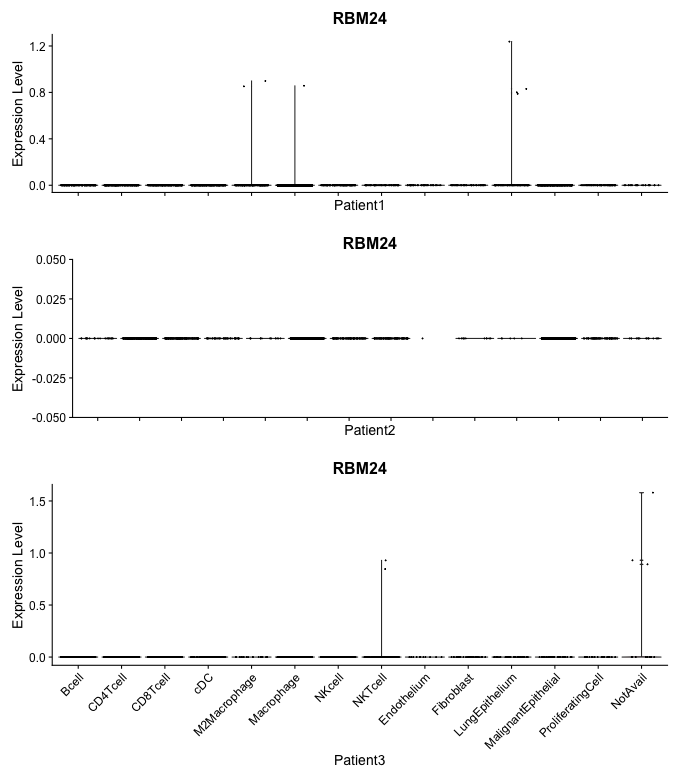 RBM24
Expression Level
1.2
0.8
0.4
0.0
Patient1
RBM24
Expression Level
0.050
0.025
0.000
-0.025
-0.050
Patient2
RBM24
Expression Level
1.5
1.0
0.5
0.0
Bcell
CD4Tcell
CD8Tcell
cDC
M2Macrophage
Macrophage
NKcell
NKTcell
Endothelium
Fibroblast
LungEpithelium
MalignantEpithelial
ProliferatingCell
NotAvail
Patient3